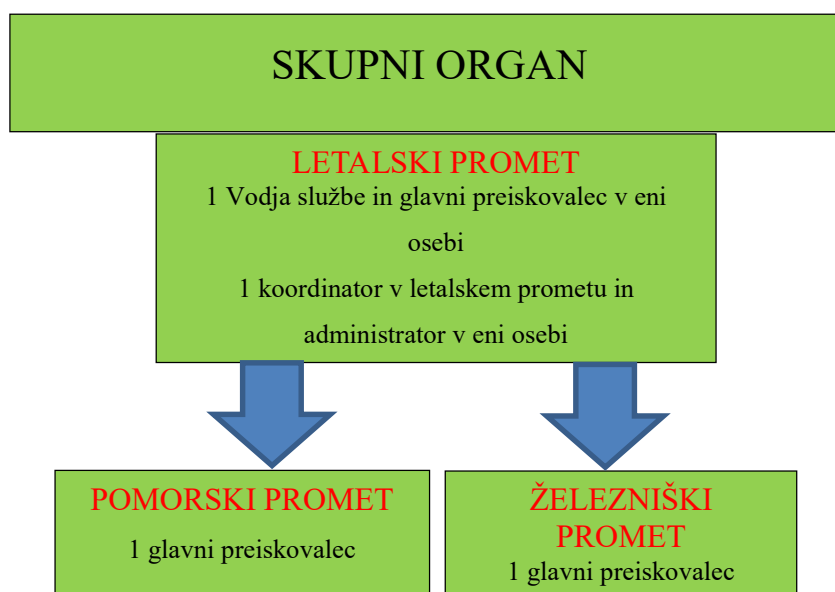 SKUPNI ORGAN
LETALSKI PROMET
1 Vodja službe in glavni preiskovalec v eni
osebi
1 koordinator v letalskem prometu in
administrator v eni osebi
POMORSKI PROMET
1 glavni preiskovalec
ŽELEZNIŠKI
PROMET
1 glavni preiskovalec